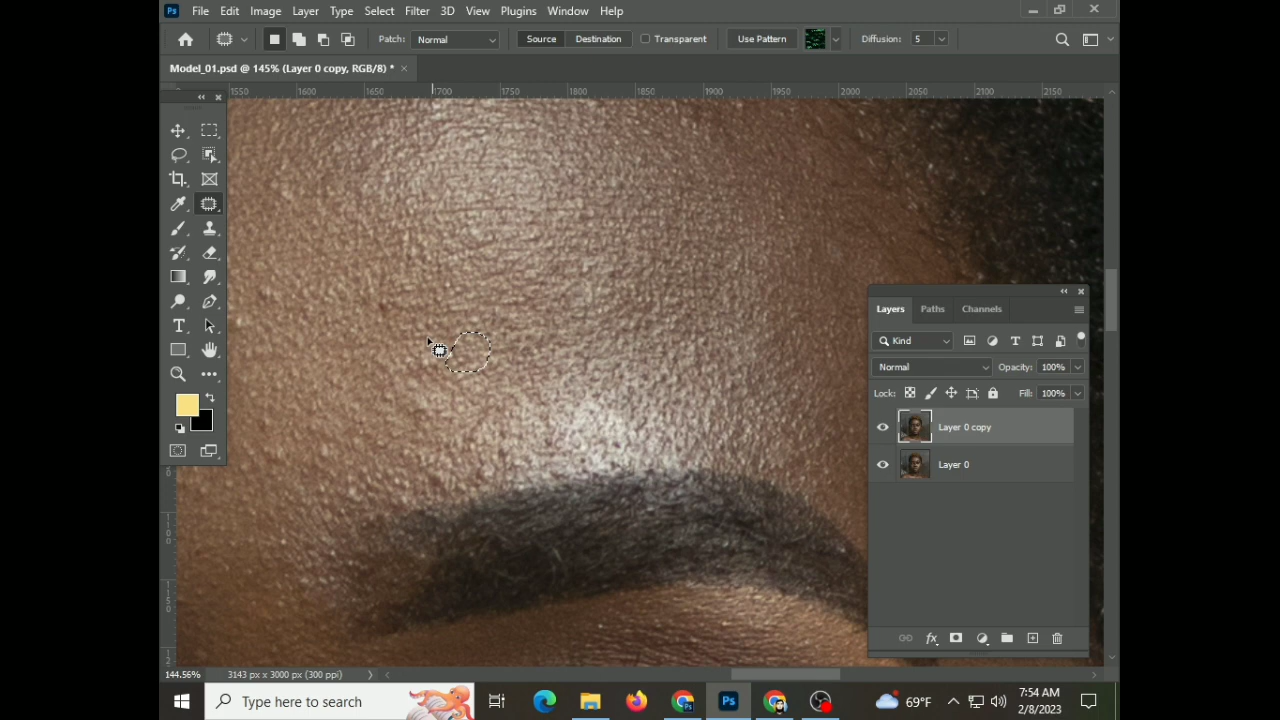 Ps File Edit Image Layer Type Select Filter 3D View Plugins Window Help
Patch: Normal Source Destination Transparent Use Pattern Diffusion: 5
Model_01.psd @ 145% (Layer 0 copy, RGB/8) * ×
1550 1600 1650 1700 1750 1800 1850 1900 1950 2000 2050 2100 2150
Layers Paths Channels
Kind
Normal Opacity: 100%
Lock: Fill: 100%
Layer 0 copy
Layer 0
fx
144.56% 3143 px x 3000 px (300 ppi)
Type here to search
Ps
69°F
7:54 AM
2/8/2023